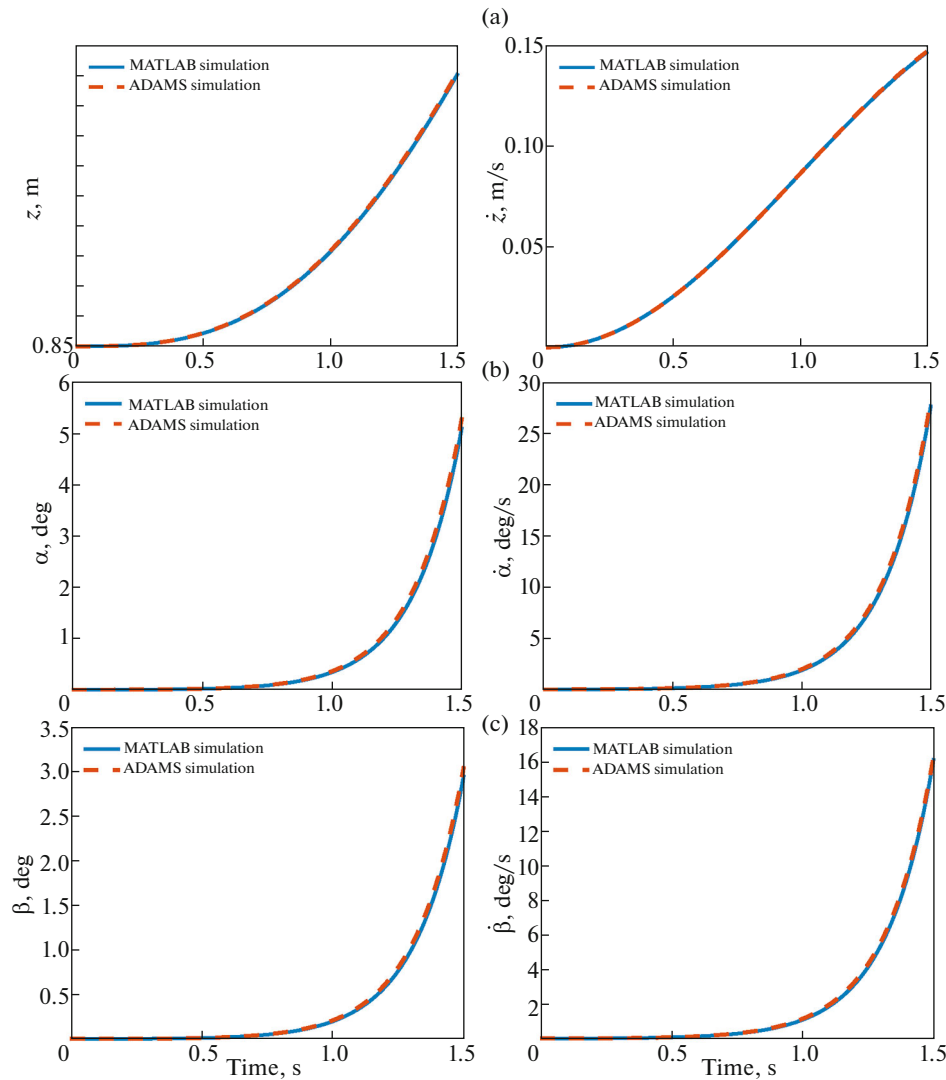 (a)
MATLAB simulation
ADAMS simulation
z, m
0.85
0
0.5
1.0
1.5
MATLAB simulation
ADAMS simulation
ż, m/s
0.15
0.10
0.05
0
0.5
1.0
1.5
(b)
MATLAB simulation
ADAMS simulation
α, deg
6
5
4
3
2
1
0
0.5
1.0
1.5
MATLAB simulation
ADAMS simulation
α̇, deg/s
30
25
20
15
10
5
0
0.5
1.0
1.5
(c)
MATLAB simulation
ADAMS simulation
β, deg
3.5
3.0
2.5
2.0
1.5
1.0
0.5
0
0.5
1.0
1.5
Time, s
MATLAB simulation
ADAMS simulation
β̇, deg/s
18
16
14
12
10
8
6
4
2
0
0.5
1.0
1.5
Time, s